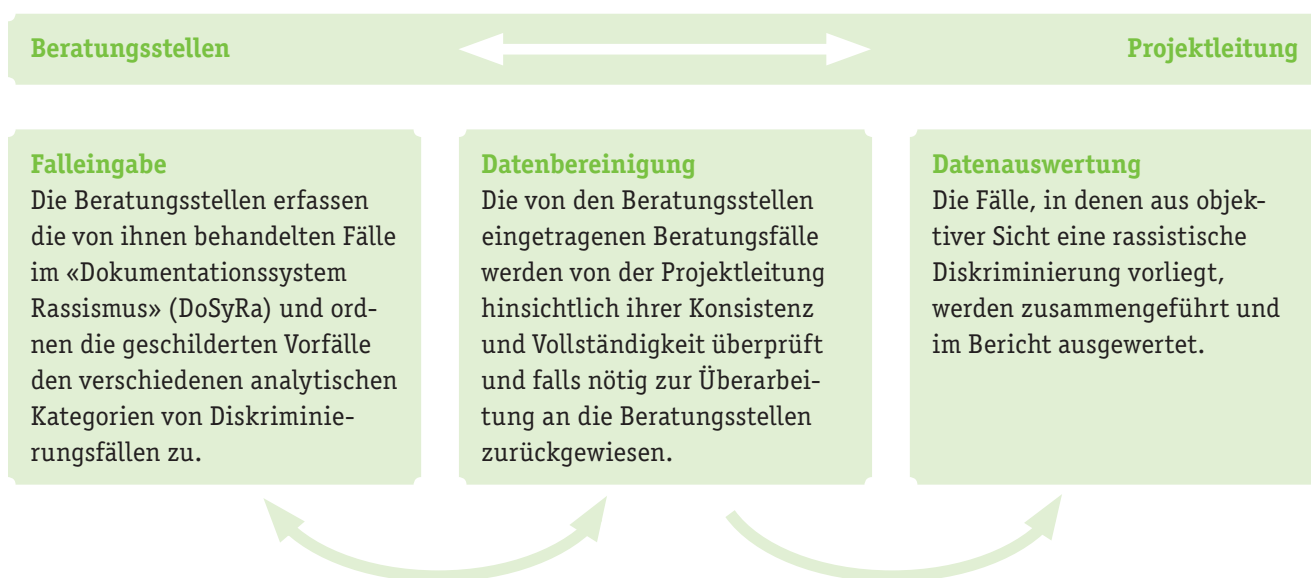 Beratungsstellen
Projektleitung
Falleingabe
Die Beratungsstellen erfassen
die von ihnen behandelten Fälle
im «Dokumentationssystem
Rassismus» (DoSyRa) und ord-
nen die geschilderten Vorfälle
den verschiedenen analytischen
Kategorien von Diskriminie-
rungsfällen zu.
Datenbereinigung
Die von den Beratungsstellen
eingetragenen Beratungsfälle
werden von der Projektleitung
hinsichtlich ihrer Konsistenz
und Vollständigkeit überprüft
und falls nötig zur Überarbei-
tung an die Beratungsstellen
zurückgewiesen.
Datenauswertung
Die Fälle, in denen aus objek-
tiver Sicht eine rassistische
Diskriminierung vorliegt,
werden zusammengeführt und
im Bericht ausgewertet.